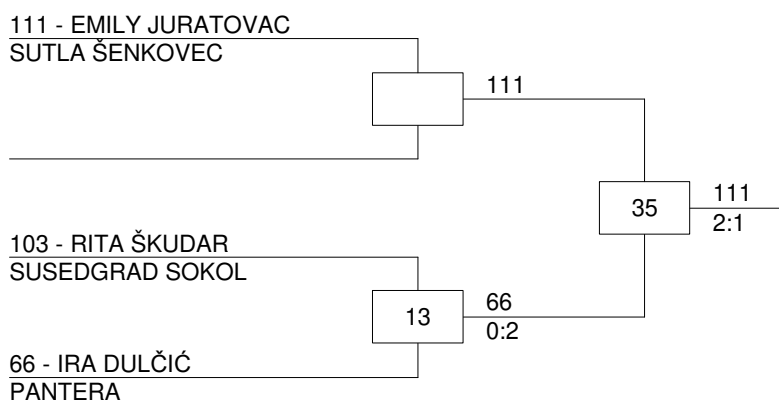 111 - EMILY JURATOVAC
SUTLA ŠENKOVEC
111
35
111
2:1
103 - RITA ŠKUDAR
SUSEDGRAD SOKOL
13
66
0:2
66 - IRA DULČIĆ
PANTERA